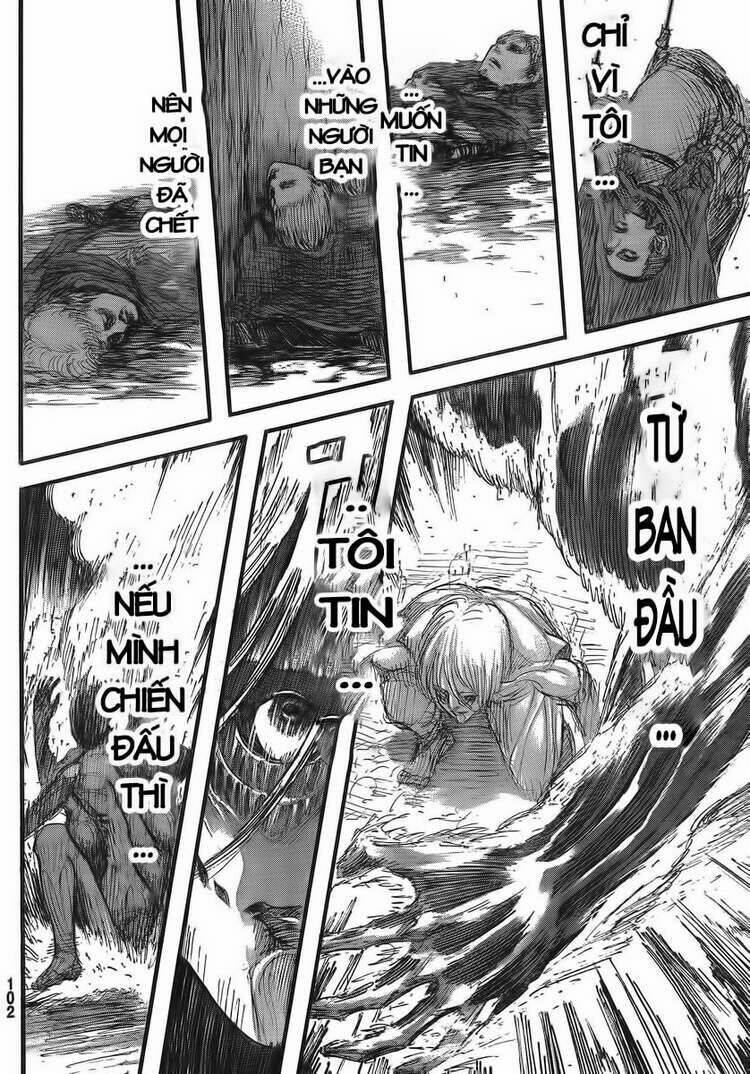 CHỈ
VÌ
TÔI
...
...
MUỐN
TIN
...
...VÀO
NHỮNG
NGƯỜI
BẠN
NÊN
MỌI
NGƯỜI
ĐÃ
CHẾT
TỪ
BAN
ĐẦU
...
..
TÔI
TIN
...
...
NẾU
MÌNH
CHIẾN
ĐẤU
THÌ
...
102